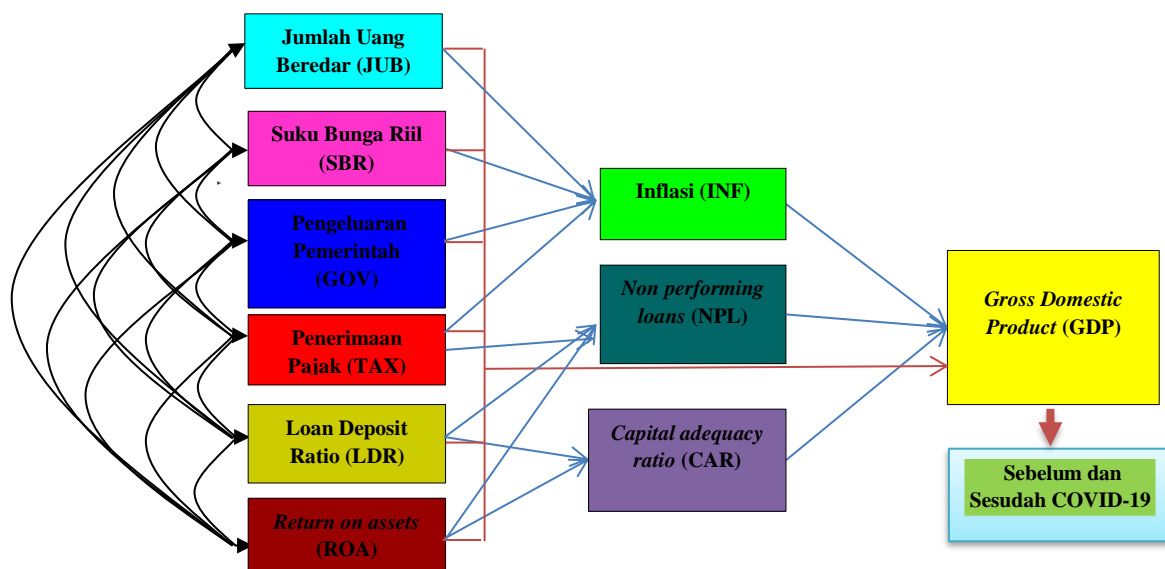 Jumlah Uang
Beredar (JUB)
Suku Bunga Riil
(SBR)
Pengeluaran
Pemerintah
(GOV)
Penerimaan
Pajak (TAX)
Loan Deposit
Ratio (LDR)
Return on assets
(ROA)
Inflasi (INF)
Non performing
loans (NPL)
Capital adequacy
ratio (CAR)
Gross Domestic
Product (GDP)
Sebelum dan
Sesudah COVID-19